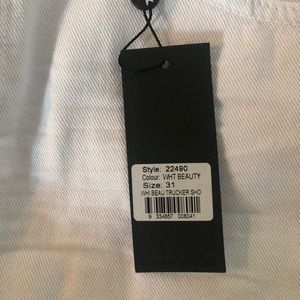 Style: 22490
Colour: WHT BEAUTY
Size: 31
WHI BEAU TRUCKER SHO
9 334857 008041